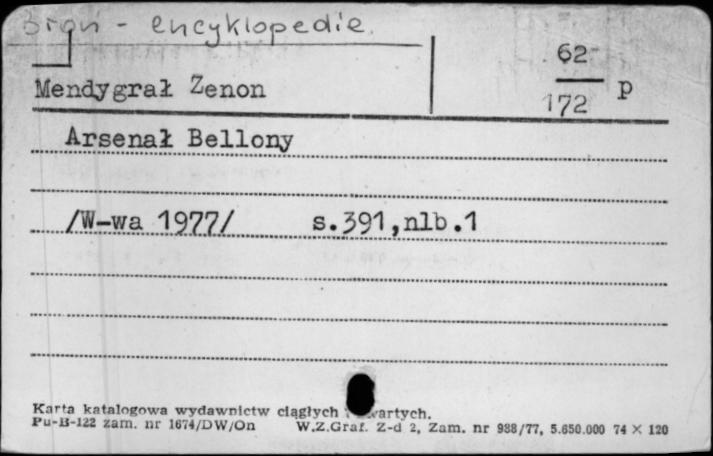 Broń - encyklopedie
Mendygrał Zenon
62
172 p
Arsenał Bellony
/W-wa 1977/ s.391,nlb.1
Karta katalogowa wydawnictw ciągłych i zwartych.
Pu-B-122 zam. nr 1674/DW/On W.Z.Graf. Z-d 2, Zam. nr 988/77, 5.650.000 74 × 120